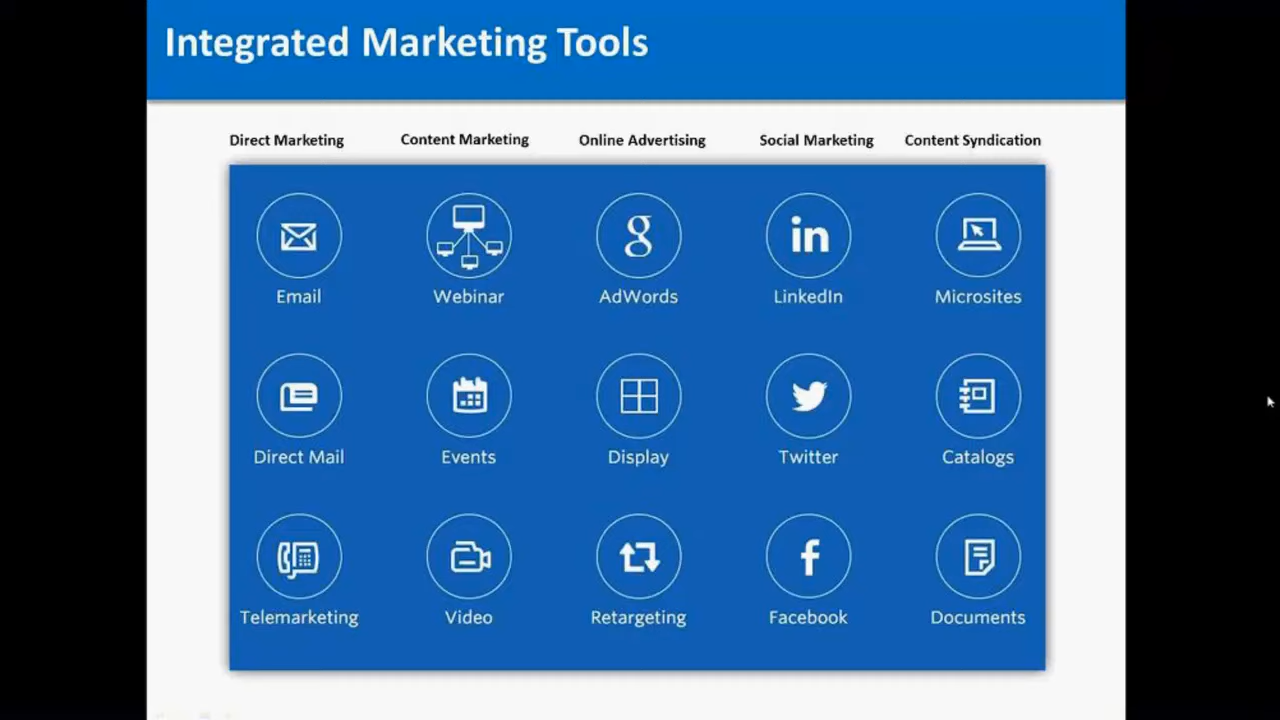 Integrated Marketing Tools
Direct Marketing Content Marketing Online Advertising Social Marketing Content Syndication
Email Webinar AdWords LinkedIn Microsites
Direct Mail Events Display Twitter Catalogs
Telemarketing Video Retargeting Facebook Documents